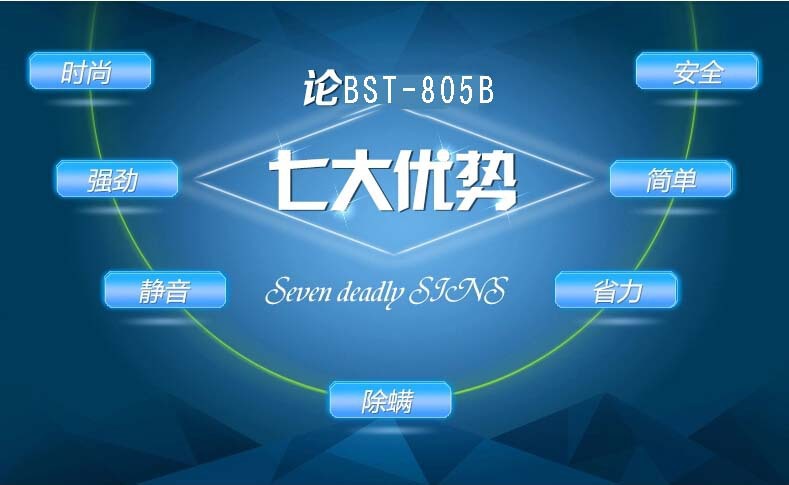 论BST-805B
七大优势
Seven deadly SINS
时尚
强劲
静音
除螨
省力
简单
安全